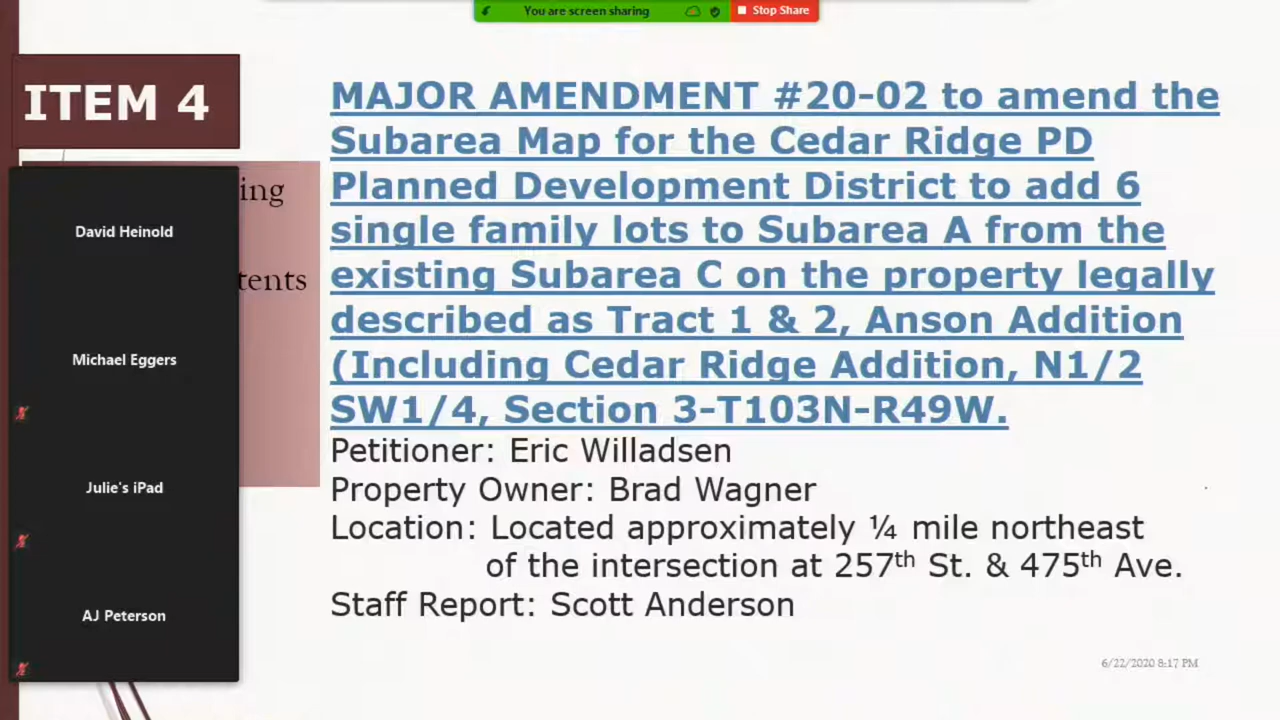 You are screen sharing
Stop Share
ITEM 4
ing
tents
David Heinold
Michael Eggers
Julie's iPad
AJ Peterson
MAJOR AMENDMENT #20-02 to amend the
Subarea Map for the Cedar Ridge PD
Planned Development District to add 6
single family lots to Subarea A from the
existing Subarea C on the property legally
described as Tract 1 & 2, Anson Addition
(Including Cedar Ridge Addition, N1/2
SW1/4, Section 3-T103N-R49W.
Petitioner: Eric Willadsen
Property Owner: Brad Wagner
Location: Located approximately ¼ mile northeast
of the intersection at 257th St. & 475th Ave.
Staff Report: Scott Anderson
6/22/2020 8:17 PM